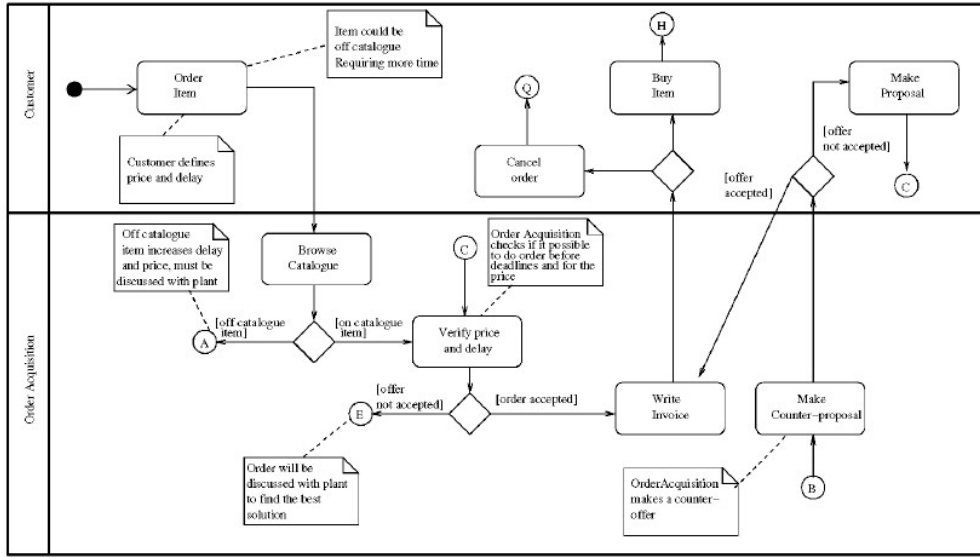 Customer
Item could be
off catalogue
Requiring more time
Order
Item
Customer defines
price and delay
H
Buy
Item
Q
Cancel
order
Make
Proposal
[offer
not accepted]
[offer
accepted]
C
Order Acquisition
Off catalogue
item increases delay
and price, must be
discussed with plant
Browse
Catalogue
C
Order Acquisition
checks if it possible
to do order before
deadlines and for the
price
[off catalogue
item]
[on catalogue
item]
A
Verify price
and delay
[offer
not accepted]
[order accepted]
E
Write
Invoice
Make
Counter-proposal
Order will be
discussed with plant
to find the best
solution
OrderAcquisition
makes a counter-
offer
B